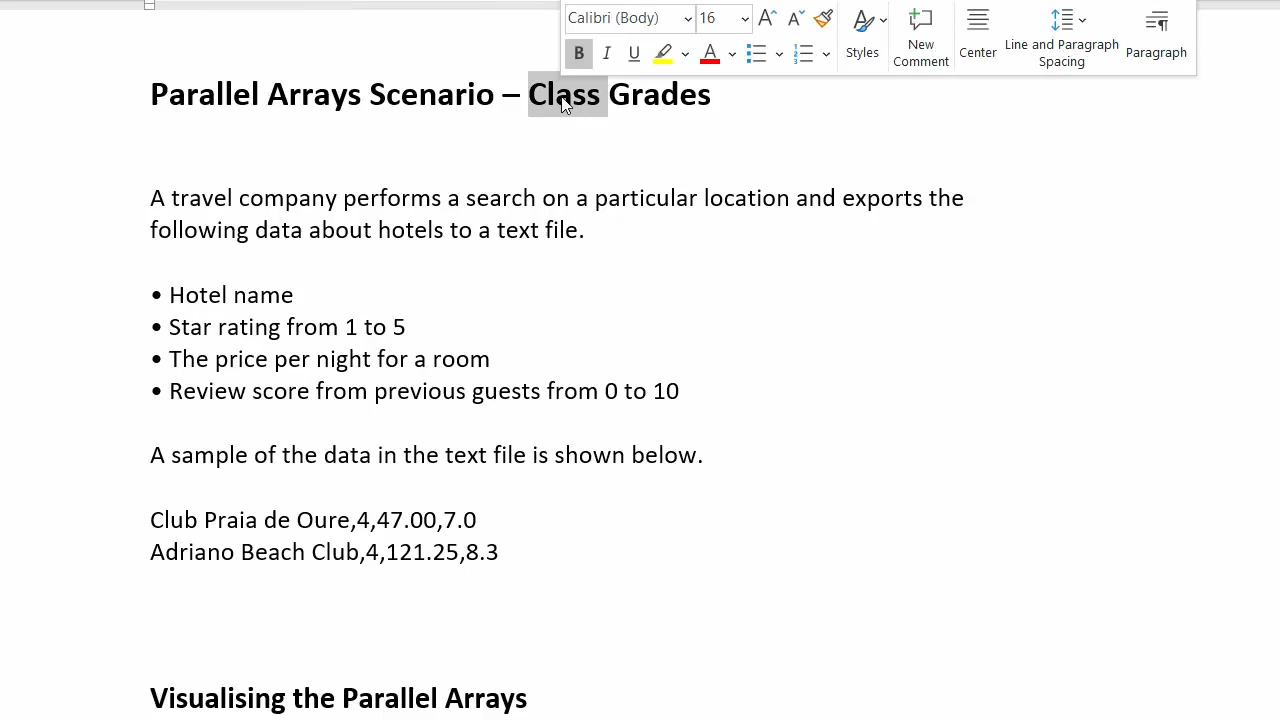 Calibri (Body) 16
Styles
New Comment
Center
Line and Paragraph Spacing
Paragraph
B I U A
Parallel Arrays Scenario – Class Grades
A travel company performs a search on a particular location and exports the
following data about hotels to a text file.
• Hotel name
• Star rating from 1 to 5
• The price per night for a room
• Review score from previous guests from 0 to 10
A sample of the data in the text file is shown below.
Club Praia de Oure,4,47.00,7.0
Adriano Beach Club,4,121.25,8.3
Visualising the Parallel Arrays